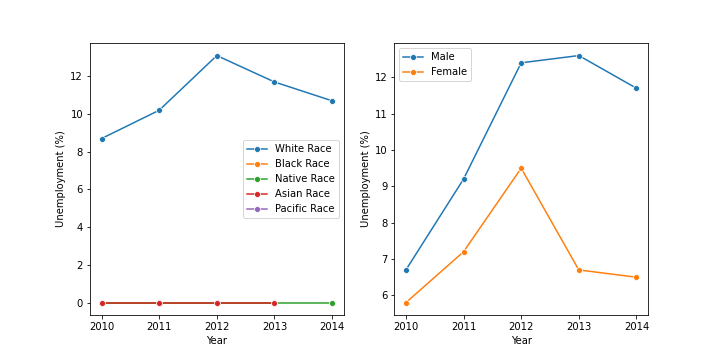 Unemployment (%)
12
10
8
6
4
2
0
2010 2011 2012 2013 2014
Year
White Race
Black Race
Native Race
Asian Race
Pacific Race
Unemployment (%)
12
11
10
9
8
7
6
2010 2011 2012 2013 2014
Year
Male
Female